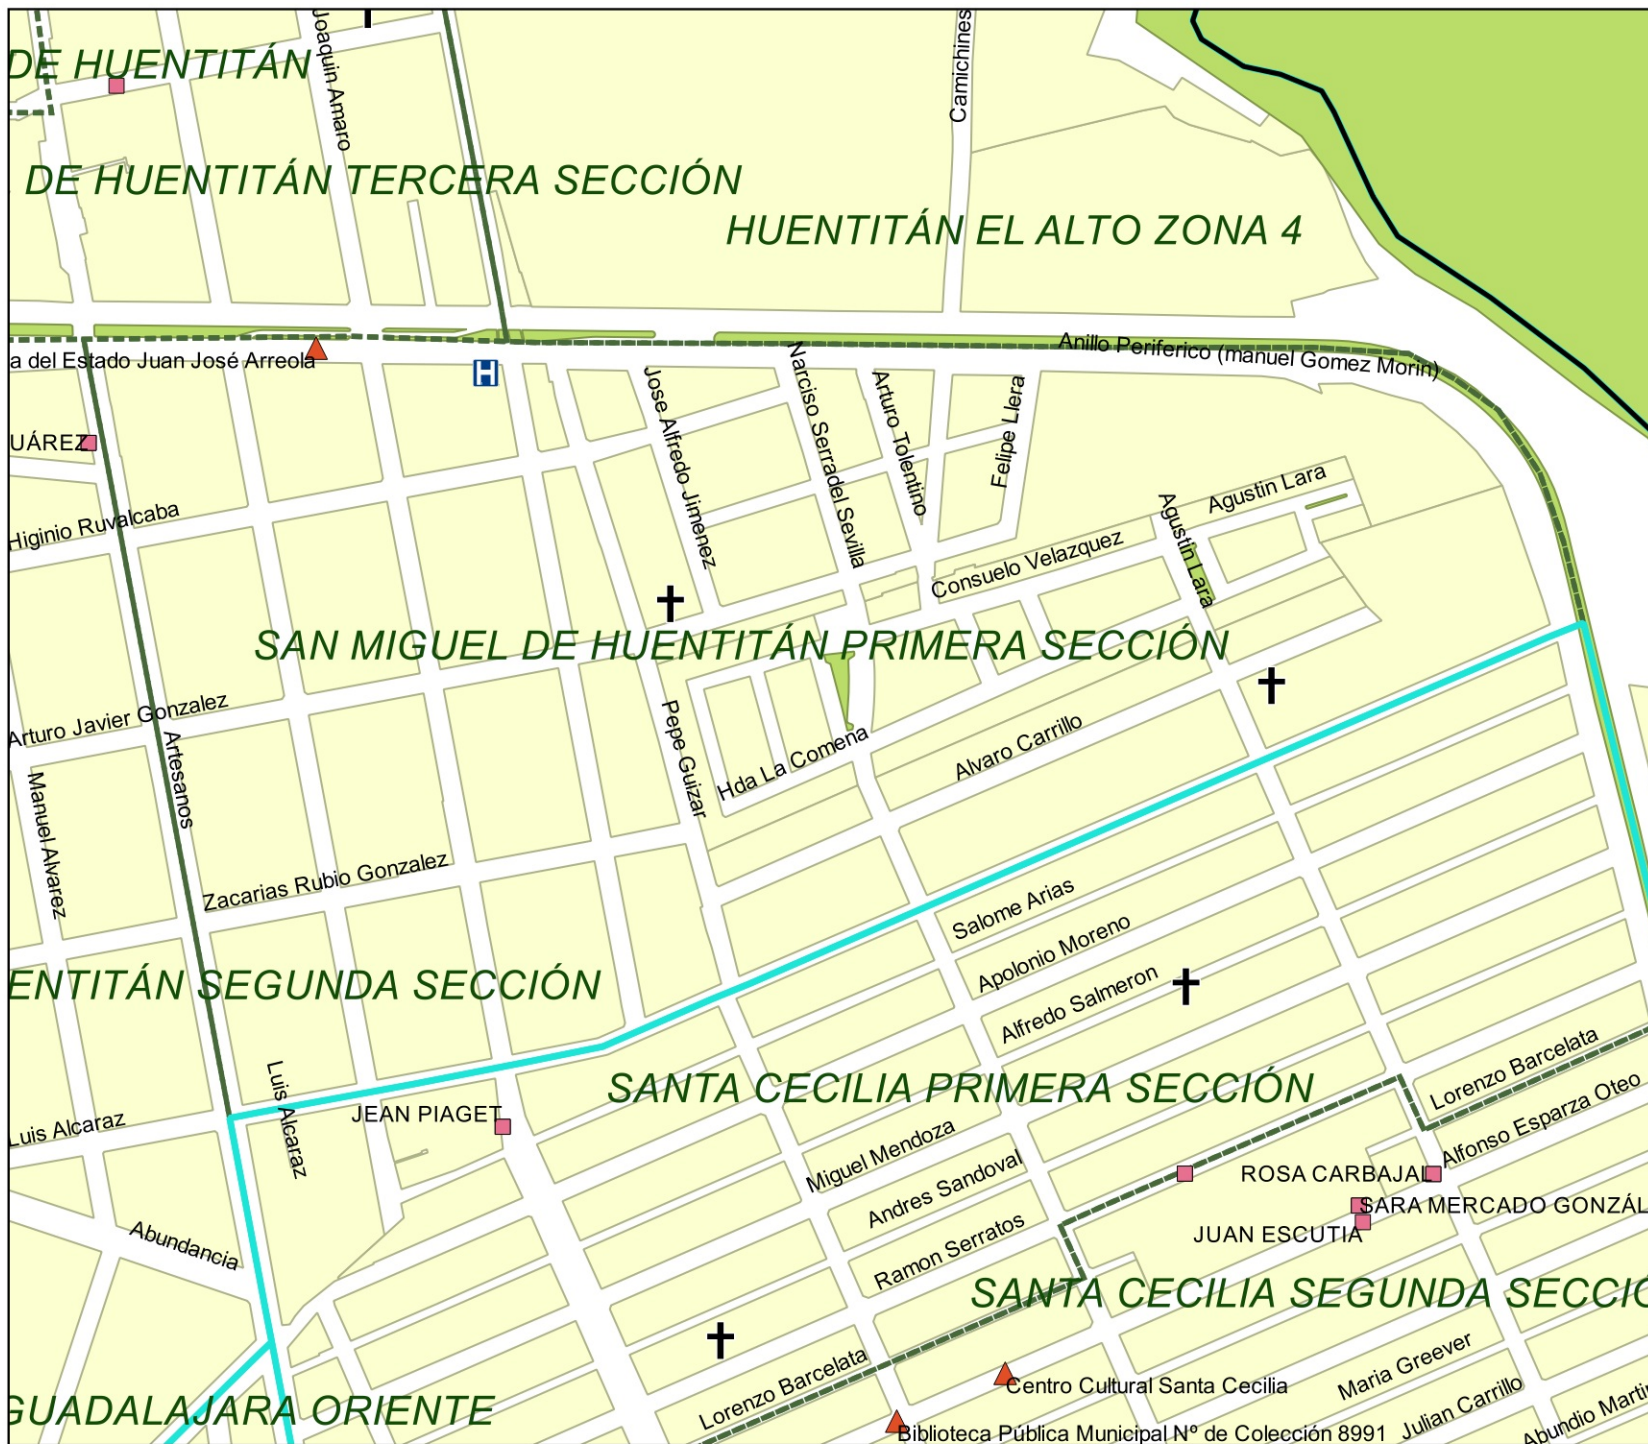 DE HUENTITÁN
Joaquin Amaro
Camichines
DE HUENTITÁN TERCERA SECCIÓN
HUENTITÁN EL ALTO ZONA 4
a del Estado Juan José Arreola
H
Anillo Periferico (manuel Gomez Morin)
Jose Alfredo Jimenez
Narciso Serradel Sevilla
Arturo Tolentino
Felipe Llera
UÁREZ
Higinio Ruvalcaba
Agustin Lara
Agustin Lara
Consuelo Velazquez
SAN MIGUEL DE HUENTITÁN PRIMERA SECCIÓN
Arturo Javier Gonzalez
Artesanos
Manuel Alvarez
Pepe Guizar
Hda La Comena
Alvaro Carrillo
Zacarias Rubio Gonzalez
Salome Arias
Apolonio Moreno
Alfredo Salmeron
ENTITÁN SEGUNDA SECCIÓN
Luis Alcaraz
Luis Alcaraz
JEAN PIAGET
SANTA CECILIA PRIMERA SECCIÓN
Lorenzo Barcelata
Alfonso Esparza Oteo
Miguel Mendoza
Andres Sandoval
Ramon Serratos
ROSA CARBAJAL
SARA MERCADO GONZÁL
JUAN ESCUTIA
Abundancia
SANTA CECILIA SEGUNDA SECCIÓ
Lorenzo Barcelata
Maria Greever
Julian Carrillo
Abundio Martin
Centro Cultural Santa Cecilia
GUADALAJARA ORIENTE
Biblioteca Pública Municipal Nº de Colección 8991